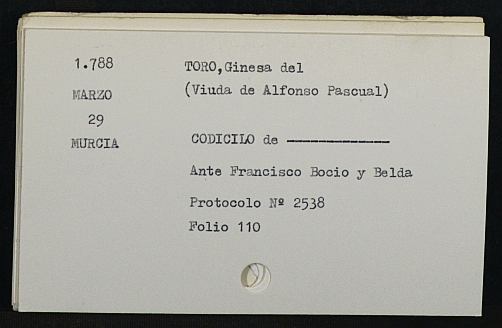 1.788
MARZO
29
MURCIA
TORO,Ginesa del
(Viuda de Alfonso Pascual)
CODICILO de ------------------
Ante Francisco Bocio y Belda
Protocolo Nº 2538
Folio 110